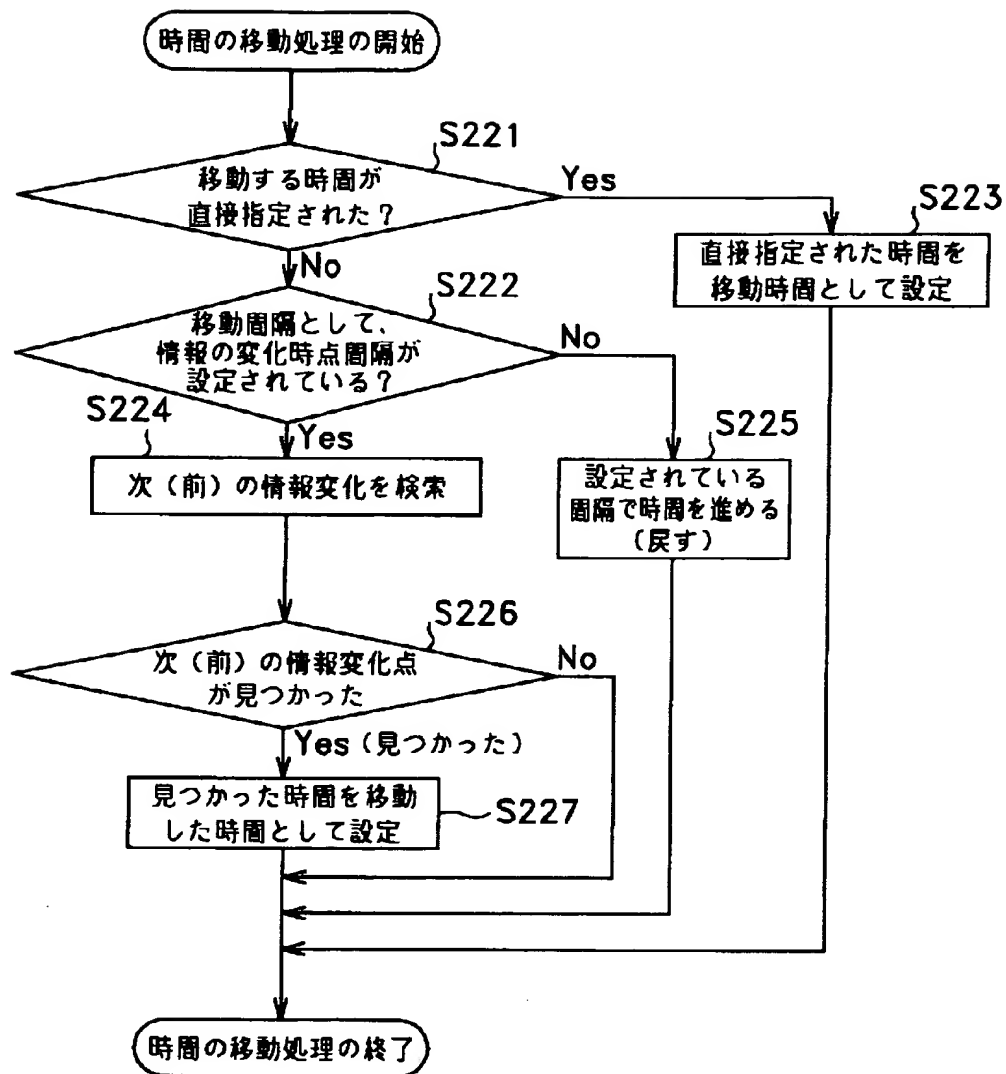 時間の移動処理の開始
S221
移動する時間が
直接指定された?
Yes
S223
直接指定された時間を
移動時間として設定
No
S222
移動間隔として、
情報の変化時点間隔が
設定されている?
No
S224
Yes
S225
次(前)の情報変化を検索
設定されている
間隔で時間を進める
(戻す)
S226
次(前)の情報変化点
が見つかった
No
Yes(見つかった)
見つかった時間を移動
した時間として設定
S227
時間の移動処理の終了